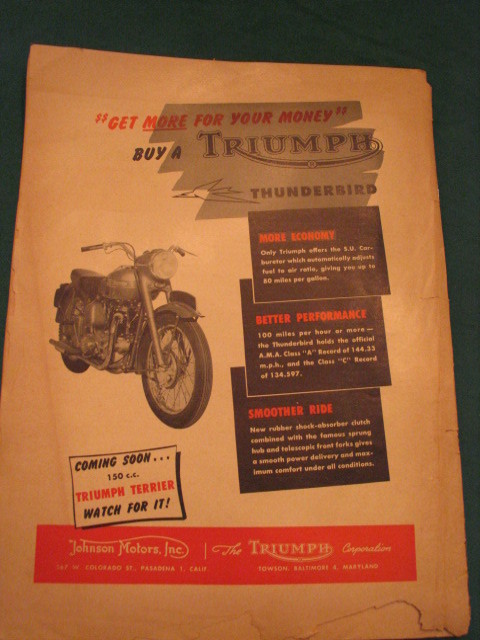 "GET MORE FOR YOUR MONEY"
BUY A TRIUMPH
THUNDERBIRD
MORE ECONOMY
Only Triumph offers the S.U. Car-
buretor which automatically adjusts
fuel to air ratio, giving you up to
80 miles per gallon.
BETTER PERFORMANCE
100 miles per hour or more —
the Thunderbird holds the official
A.M.A. Class "A" Record of 144.33
m.p.h., and the Class "C" Record
of 134.597.
SMOOTHER RIDE
New rubber shock-absorber clutch
combined with the famous sprung
hub and telescopic front forks gives
a smooth power delivery and max-
imum comfort under all conditions.
COMING SOON...
150 c.c.
TRIUMPH TERRIER
WATCH FOR IT!
Johnson Motors, Inc.
267 W. COLORADO ST., PASADENA 1, CALIF
The TRIUMPH Corporation
TOWSON, BALTIMORE 4, MARYLAND